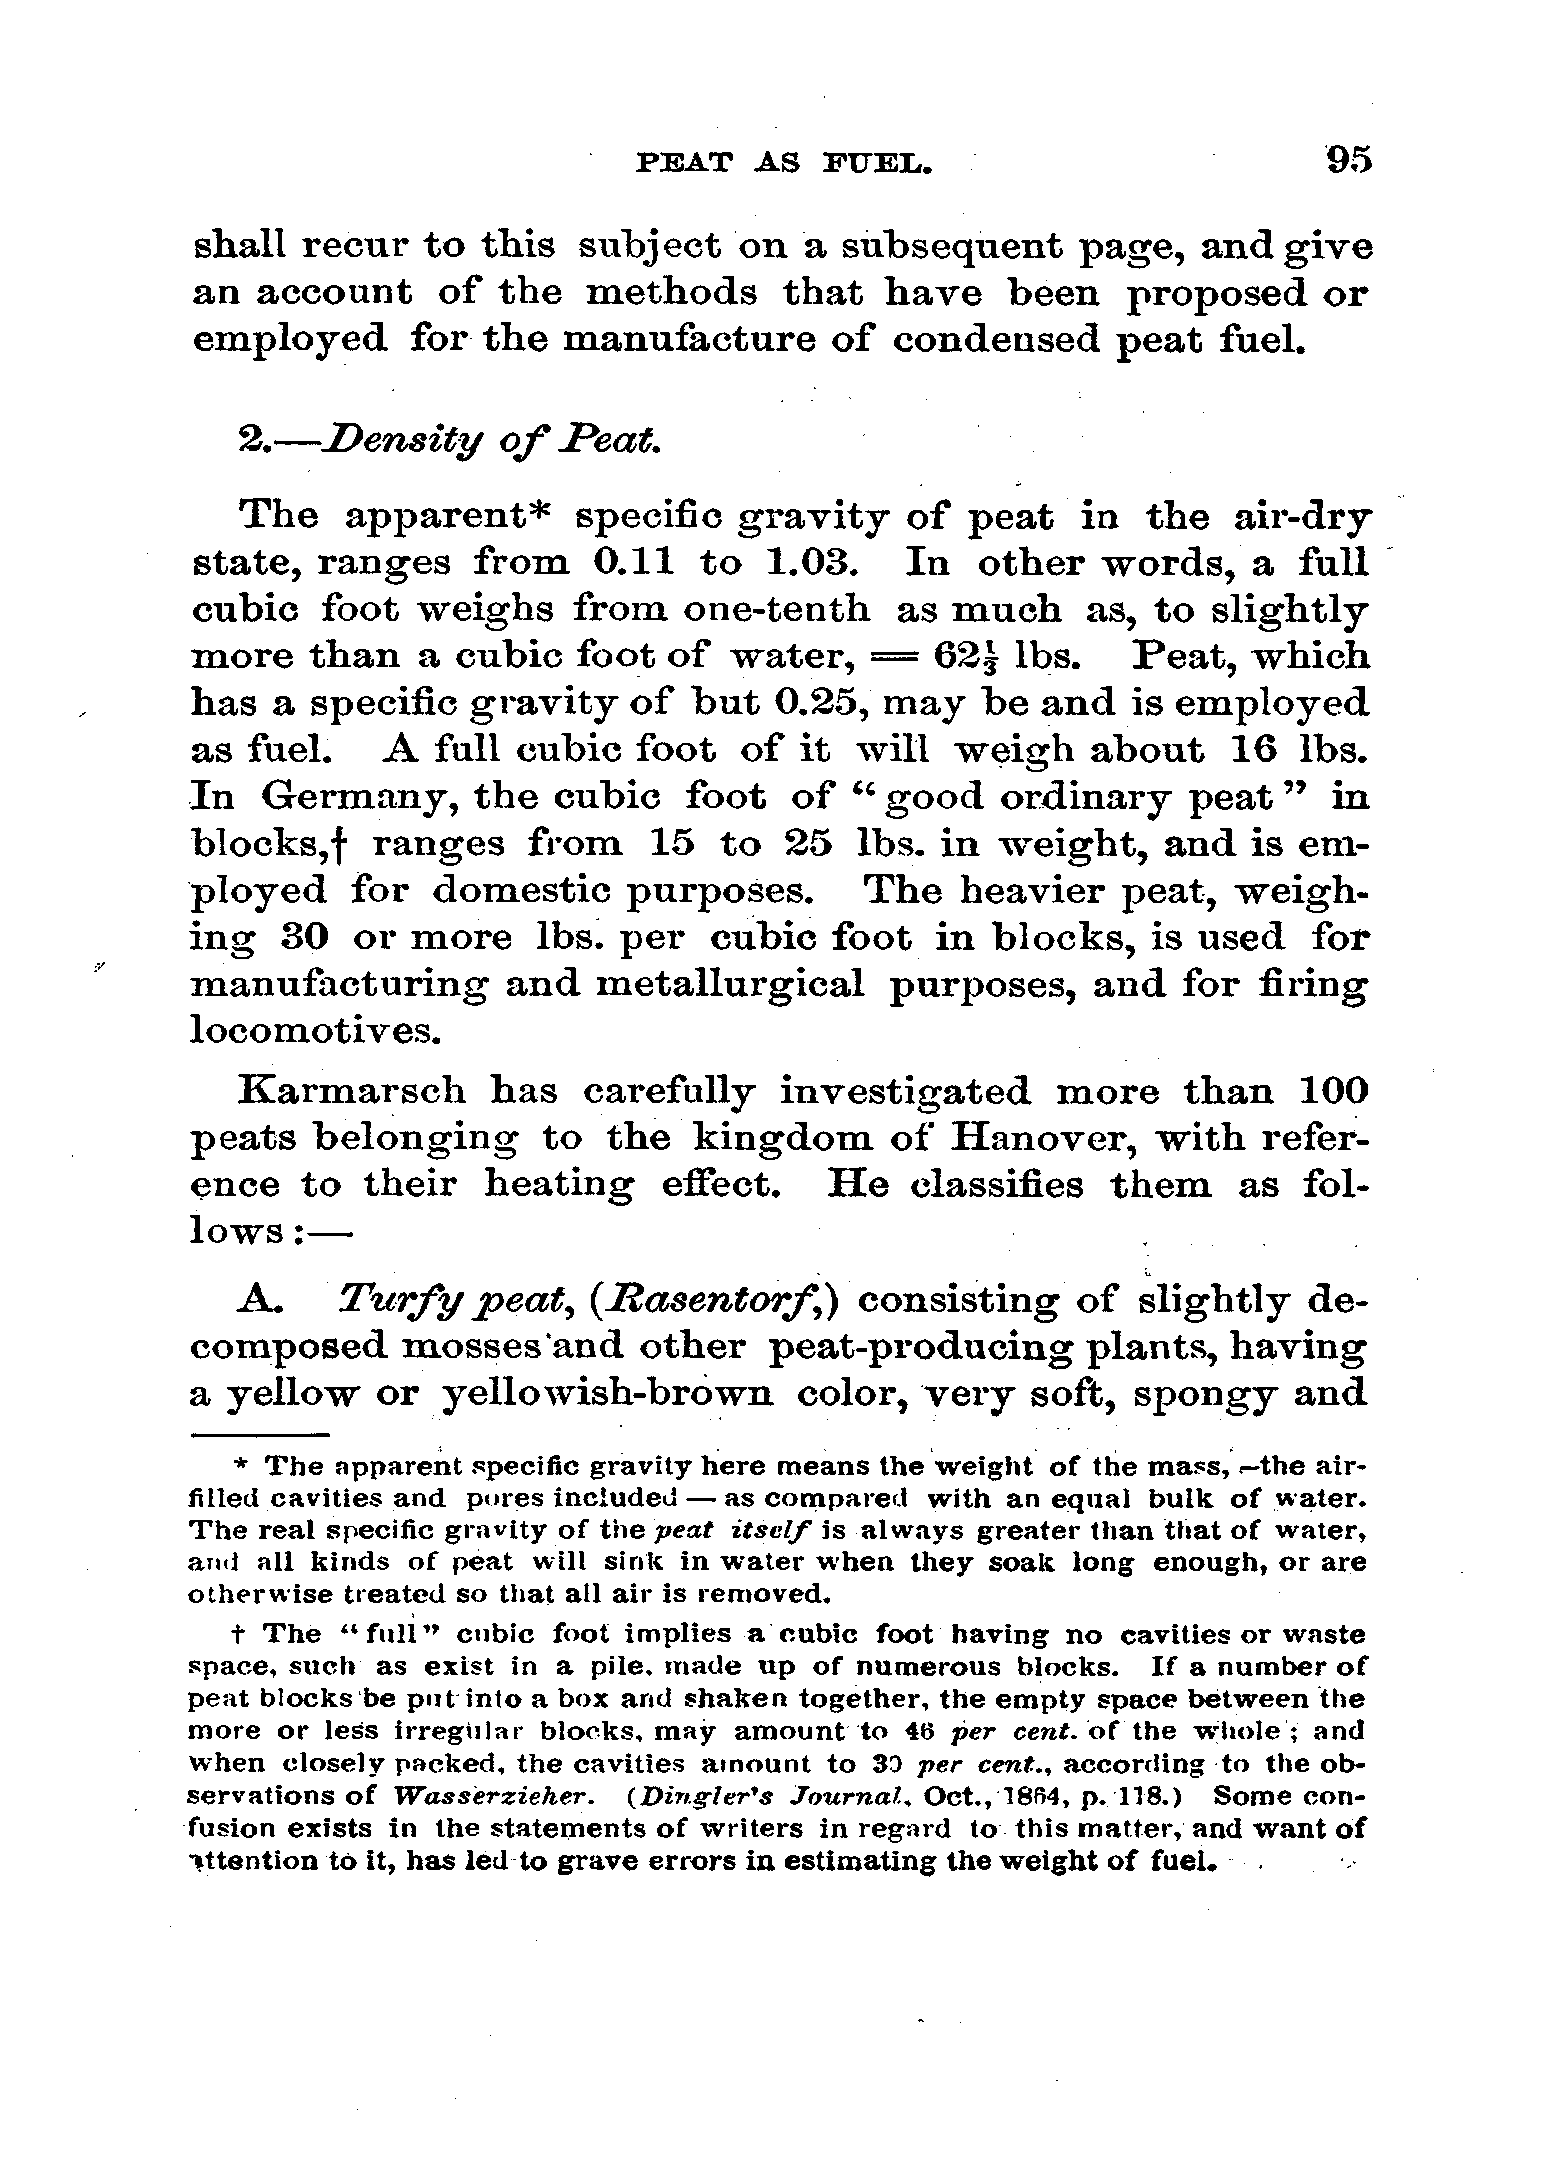 PEAT AS FUEL. 95
shall recur to this subject on a subsequent page, and give
an account of the methods that have been proposed or
employed for the manufacture of condensed peat fuel.
2.—Density of Peat.
The apparent* specific gravity of peat in the air-dry
state, ranges from 0.11 to 1.03. In other words, a full
cubic foot weighs from one-tenth as much as, to slightly
more than a cubic foot of water, = 62⅓ lbs. Peat, which
has a specific gravity of but 0.25, may be and is employed
as fuel. A full cubic foot of it will weigh about 16 lbs.
In Germany, the cubic foot of “good ordinary peat” in
blocks,† ranges from 15 to 25 lbs. in weight, and is em-
ployed for domestic purposes. The heavier peat, weigh-
ing 30 or more lbs. per cubic foot in blocks, is used for
manufacturing and metallurgical purposes, and for firing
locomotives.
Karmarsch has carefully investigated more than 100
peats belonging to the kingdom of Hanover, with refer-
ence to their heating effect. He classifies them as fol-
lows:—
A. Turfy peat, (Rasentorf,) consisting of slightly de-
composed mosses and other peat-producing plants, having
a yellow or yellowish-brown color, very soft, spongy and
* The apparent specific gravity here means the weight of the mass,—the air-
filled cavities and pores included — as compared with an equal bulk of water.
The real specific gravity of the peat itself is always greater than that of water,
and all kinds of peat will sink in water when they soak long enough, or are
otherwise treated so that all air is removed.
† The “full” cubic foot implies a cubic foot having no cavities or waste
space, such as exist in a pile, made up of numerous blocks. If a number of
peat blocks be put into a box and shaken together, the empty space between the
more or less irregular blocks, may amount to 46 per cent. of the whole; and
when closely packed, the cavities amount to 30 per cent., according to the ob-
servations of Wasserzieher. (Dingler's Journal, Oct., 1864, p. 118.) Some con-
fusion exists in the statements of writers in regard to this matter, and want of
attention to it, has led to grave errors in estimating the weight of fuel.